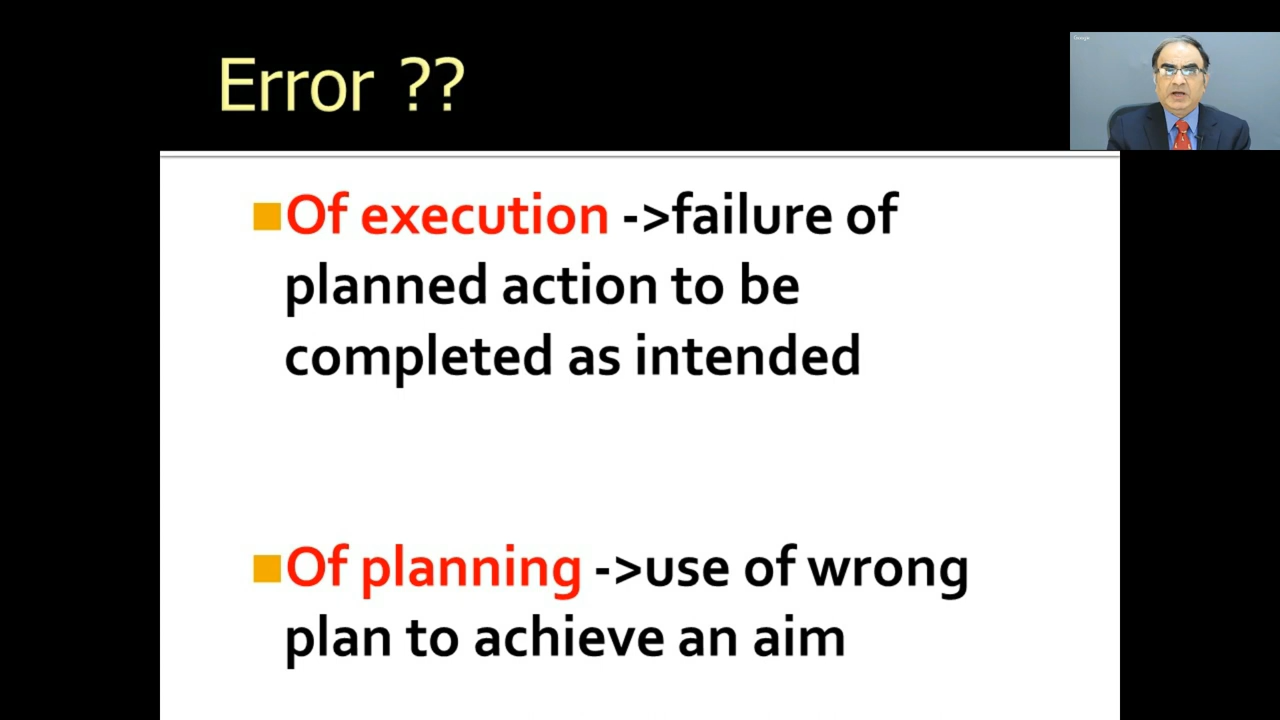 Error ??
Of execution ->failure of
planned action to be
completed as intended
Of planning ->use of wrong
plan to achieve an aim